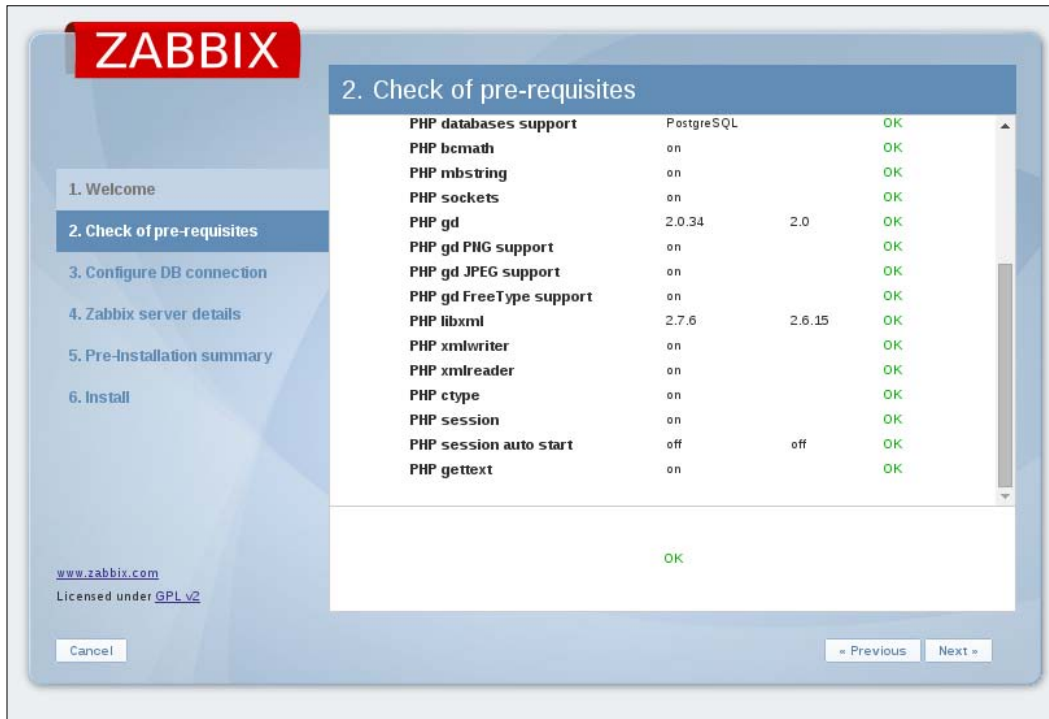 ZABBIX
2. Check of pre-requisites
1. Welcome
2. Check of pre-requisites
3. Configure DB connection
4. Zabbix server details
5. Pre-Installation summary
6. Install
PHP databases support PostgreSQL OK
PHP bcmath on OK
PHP mbstring on OK
PHP sockets on OK
PHP gd 2.0.34 2.0 OK
PHP gd PNG support on OK
PHP gd JPEG support on OK
PHP gd FreeType support on OK
PHP libxml 2.7.6 2.6.15 OK
PHP xmlwriter on OK
PHP xmlreader on OK
PHP ctype on OK
PHP session on OK
PHP session auto start off off OK
PHP gettext on OK
OK
www.zabbix.com
Licensed under GPL v2
Cancel
« Previous
Next »